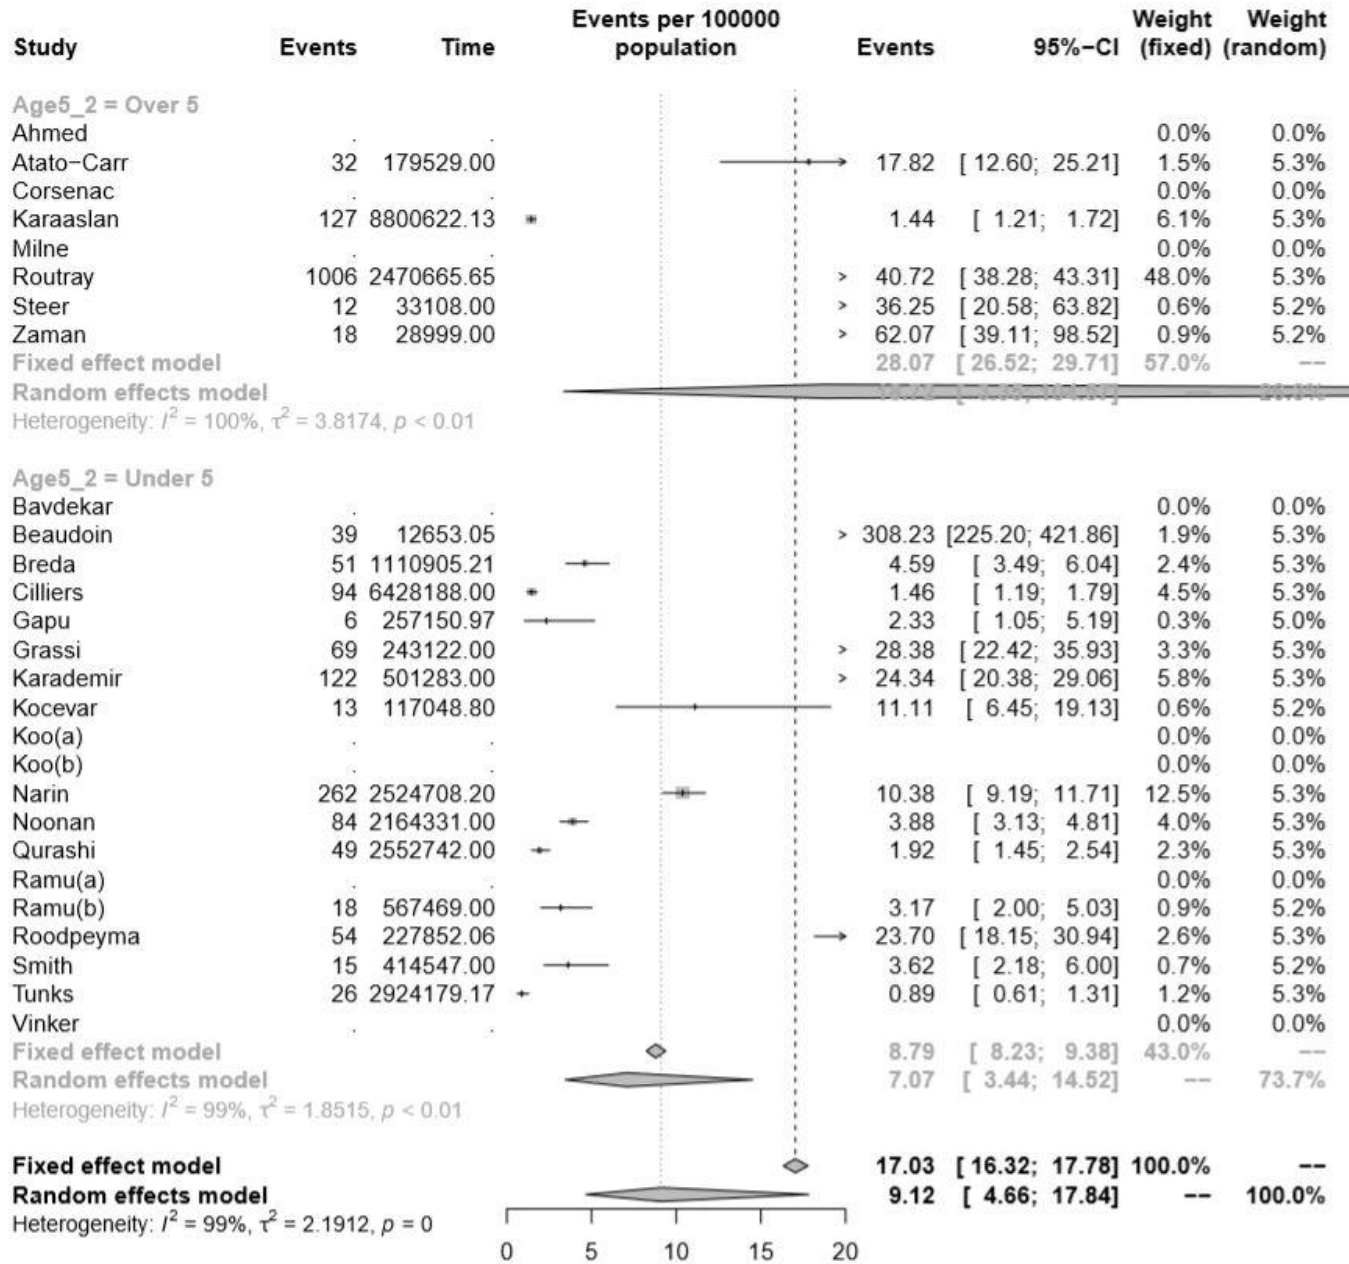 Events per 100000 Weight Weight
Study Events Time population Events 95%−CI (fixed) (random)
Age5_2 = Over 5
Ahmed . . 0.0% 0.0%
Atato−Carr 32 179529.00 17.82 [ 12.60; 25.21] 1.5% 5.3%
Corsenac . . 0.0% 0.0%
Karaaslan 127 8800622.13 1.44 [ 1.21; 1.72] 6.1% 5.3%
Milne . . 0.0% 0.0%
Routray 1006 2470665.65 > 40.72 [ 38.28; 43.31] 48.0% 5.3%
Steer 12 33108.00 > 36.25 [ 20.58; 63.82] 0.6% 5.2%
Zaman 18 28999.00 > 62.07 [ 39.11; 98.52] 0.9% 5.2%
Fixed effect model 28.07 [ 26.52; 29.71] 57.0% −−
Random effects model
Heterogeneity: I² = 100%, τ² = 3.8174, p < 0.01
Age5_2 = Under 5
Bavdekar . . 0.0% 0.0%
Beaudoin 39 12653.05 > 308.23 [225.20; 421.86] 1.9% 5.3%
Breda 51 1110905.21 4.59 [ 3.49; 6.04] 2.4% 5.3%
Cilliers 94 6428188.00 1.46 [ 1.19; 1.79] 4.5% 5.3%
Gapu 6 257150.97 2.33 [ 1.05; 5.19] 0.3% 5.0%
Grassi 69 243122.00 > 28.38 [ 22.42; 35.93] 3.3% 5.3%
Karademir 122 501283.00 > 24.34 [ 20.38; 29.06] 5.8% 5.3%
Kocevar 13 117048.80 11.11 [ 6.45; 19.13] 0.6% 5.2%
Koo(a) . . 0.0% 0.0%
Koo(b) . . 0.0% 0.0%
Narin 262 2524708.20 10.38 [ 9.19; 11.71] 12.5% 5.3%
Noonan 84 2164331.00 3.88 [ 3.13; 4.81] 4.0% 5.3%
Qurashi 49 2552742.00 1.92 [ 1.45; 2.54] 2.3% 5.3%
Ramu(a) . . 0.0% 0.0%
Ramu(b) 18 567469.00 3.17 [ 2.00; 5.03] 0.9% 5.2%
Roodpeyma 54 227852.06 23.70 [ 18.15; 30.94] 2.6% 5.3%
Smith 15 414547.00 3.62 [ 2.18; 6.00] 0.7% 5.2%
Tunks 26 2924179.17 0.89 [ 0.61; 1.31] 1.2% 5.3%
Vinker . . 0.0% 0.0%
Fixed effect model 8.79 [ 8.23; 9.38] 43.0% −−
Random effects model 7.07 [ 3.44; 14.52] −− 73.7%
Heterogeneity: I² = 99%, τ² = 1.8515, p < 0.01
Fixed effect model 17.03 [ 16.32; 17.78] 100.0% −−
Random effects model 9.12 [ 4.66; 17.84] −− 100.0%
Heterogeneity: I² = 99%, τ² = 2.1912, p = 0
0 5 10 15 20